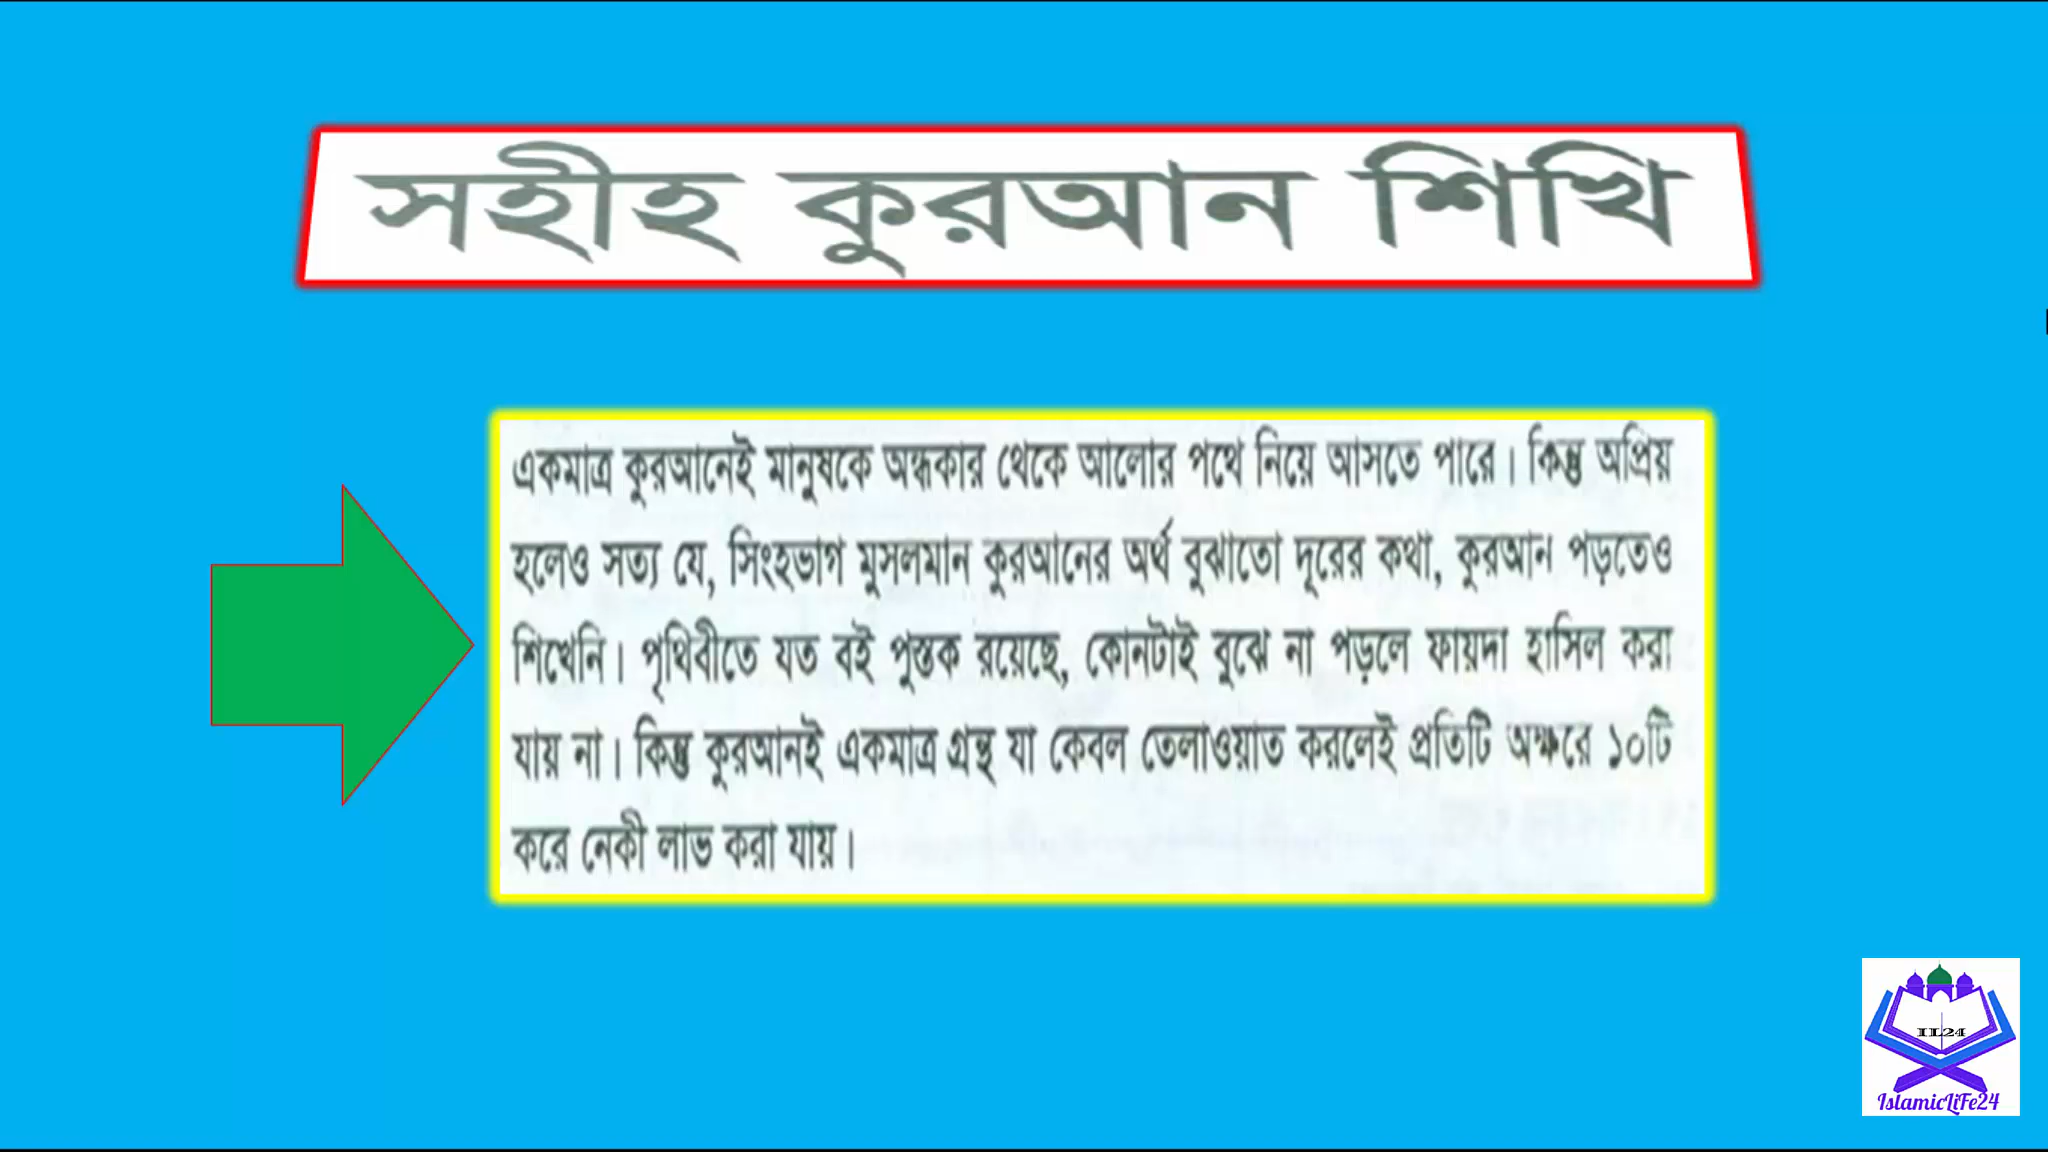 সহীহ কুরআন শিখি
একমাত্র কুরআনেই মানুষকে অন্ধকার থেকে আলোর পথে নিয়ে আসতে পারে। কিন্তু অপ্রিয়
হলেও সত্য যে, সিংহভাগ মুসলমান কুরআনের অর্থ বুঝাতো দূরের কথা, কুরআন পড়তেও
শিখেনি। পৃথিবীতে যত বই পুস্তক রয়েছে, কোনটাই বুঝে না পড়লে ফায়দা হাসিল করা
যায় না। কিন্তু কুরআনই একমাত্র গ্রন্থ যা কেবল তেলাওয়াত করলেই প্রতিটি অক্ষরে ১০টি
করে নেকী লাভ করা যায়।
IL24
IslamicLiFe24